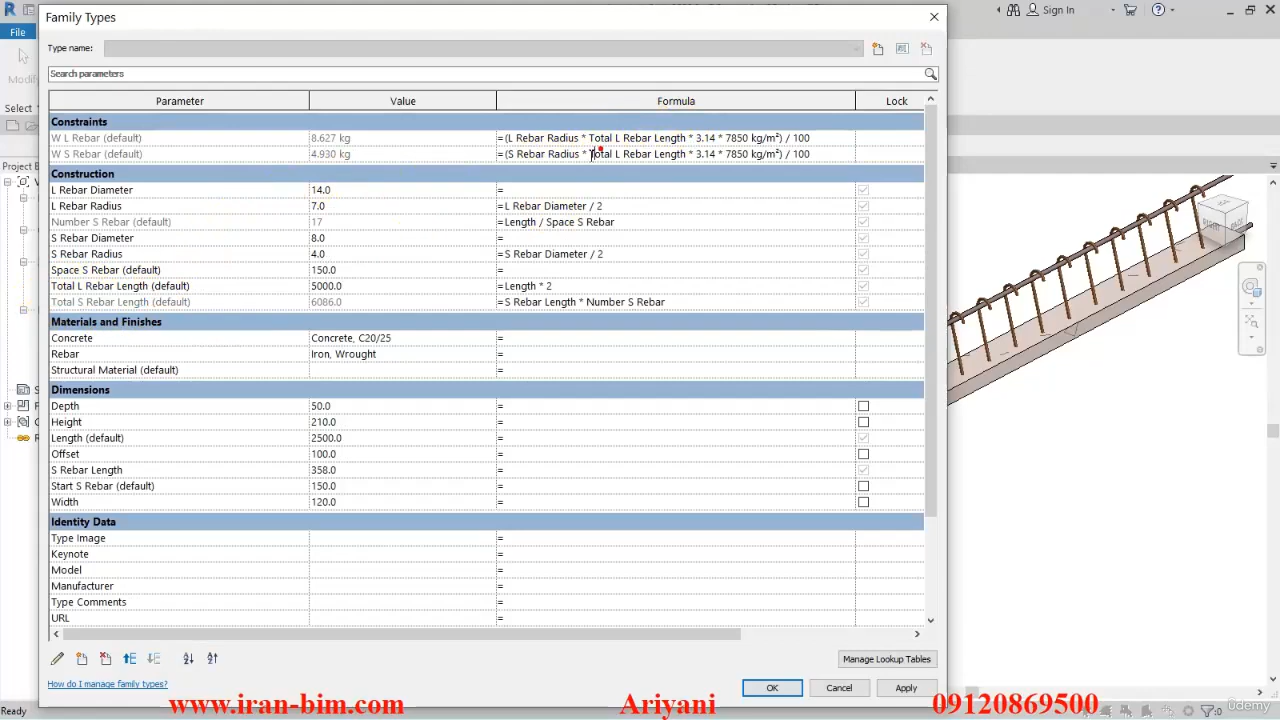 Family Types
Sign In
File
Type name:
Modify
Search parameters
Select
Parameter Value Formula Lock
Constraints
W L Rebar (default) 8.627 kg =(L Rebar Radius * Total L Rebar Length * 3.14 * 7850 kg/m²) / 100
W S Rebar (default) 4.930 kg =(S Rebar Radius * Total L Rebar Length * 3.14 * 7850 kg/m²) / 100
Project B
Construction
L Rebar Diameter 14.0 =
L Rebar Radius 7.0 =L Rebar Diameter / 2
Number S Rebar (default) 17 =Length / Space S Rebar
S Rebar Diameter 8.0 =
S Rebar Radius 4.0 =S Rebar Diameter / 2
Space S Rebar (default) 150.0 =
Total L Rebar Length (default) 5000.0 =Length * 2
Total S Rebar Length (default) 6086.0 =S Rebar Length * Number S Rebar
Materials and Finishes
Concrete Concrete, C20/25 =
Rebar Iron, Wrought =
Structural Material (default) =
Dimensions
Depth 50.0 =
Height 210.0 =
Length (default) 2500.0 =
Offset 100.0 =
S Rebar Length 358.0 =
Start S Rebar (default) 150.0 =
Width 120.0 =
Identity Data
Type Image =
Keynote =
Model =
Manufacturer =
Type Comments =
URL =
Manage Lookup Tables
How do I manage family types?
OK Cancel Apply
www.iran-bim.com Ariyani 09120869500
Ready :0 ûdemy